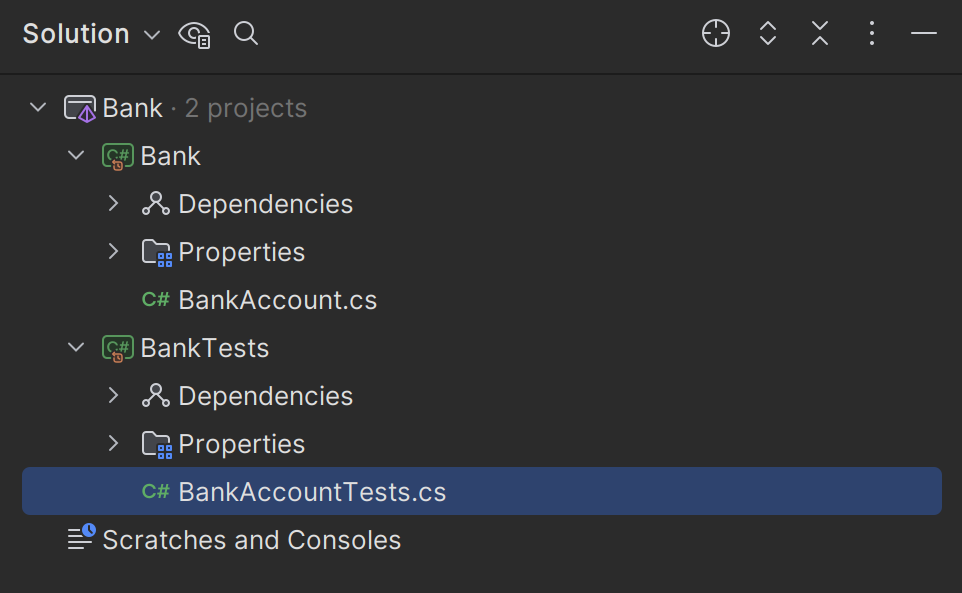 Solution
Bank · 2 projects
C# Bank
Dependencies
Properties
C# BankAccount.cs
C# BankTests
Dependencies
Properties
C# BankAccountTests.cs
Scratches and Consoles